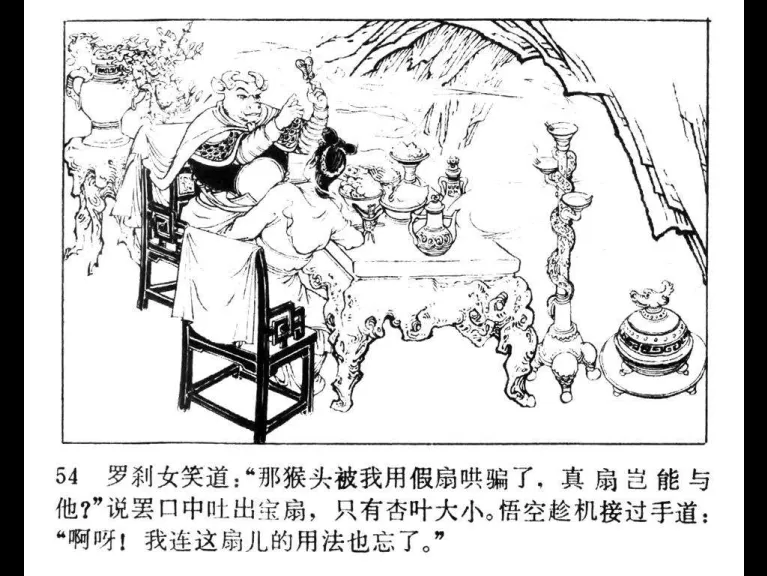 54 罗刹女笑道:“那猴头被我用假扇哄骗了，真扇岂能与
他?”说罢口中吐出宝扇，只有杏叶大小。悟空趁机接过手道:
“啊呀! 我连这扇儿的用法也忘了。”